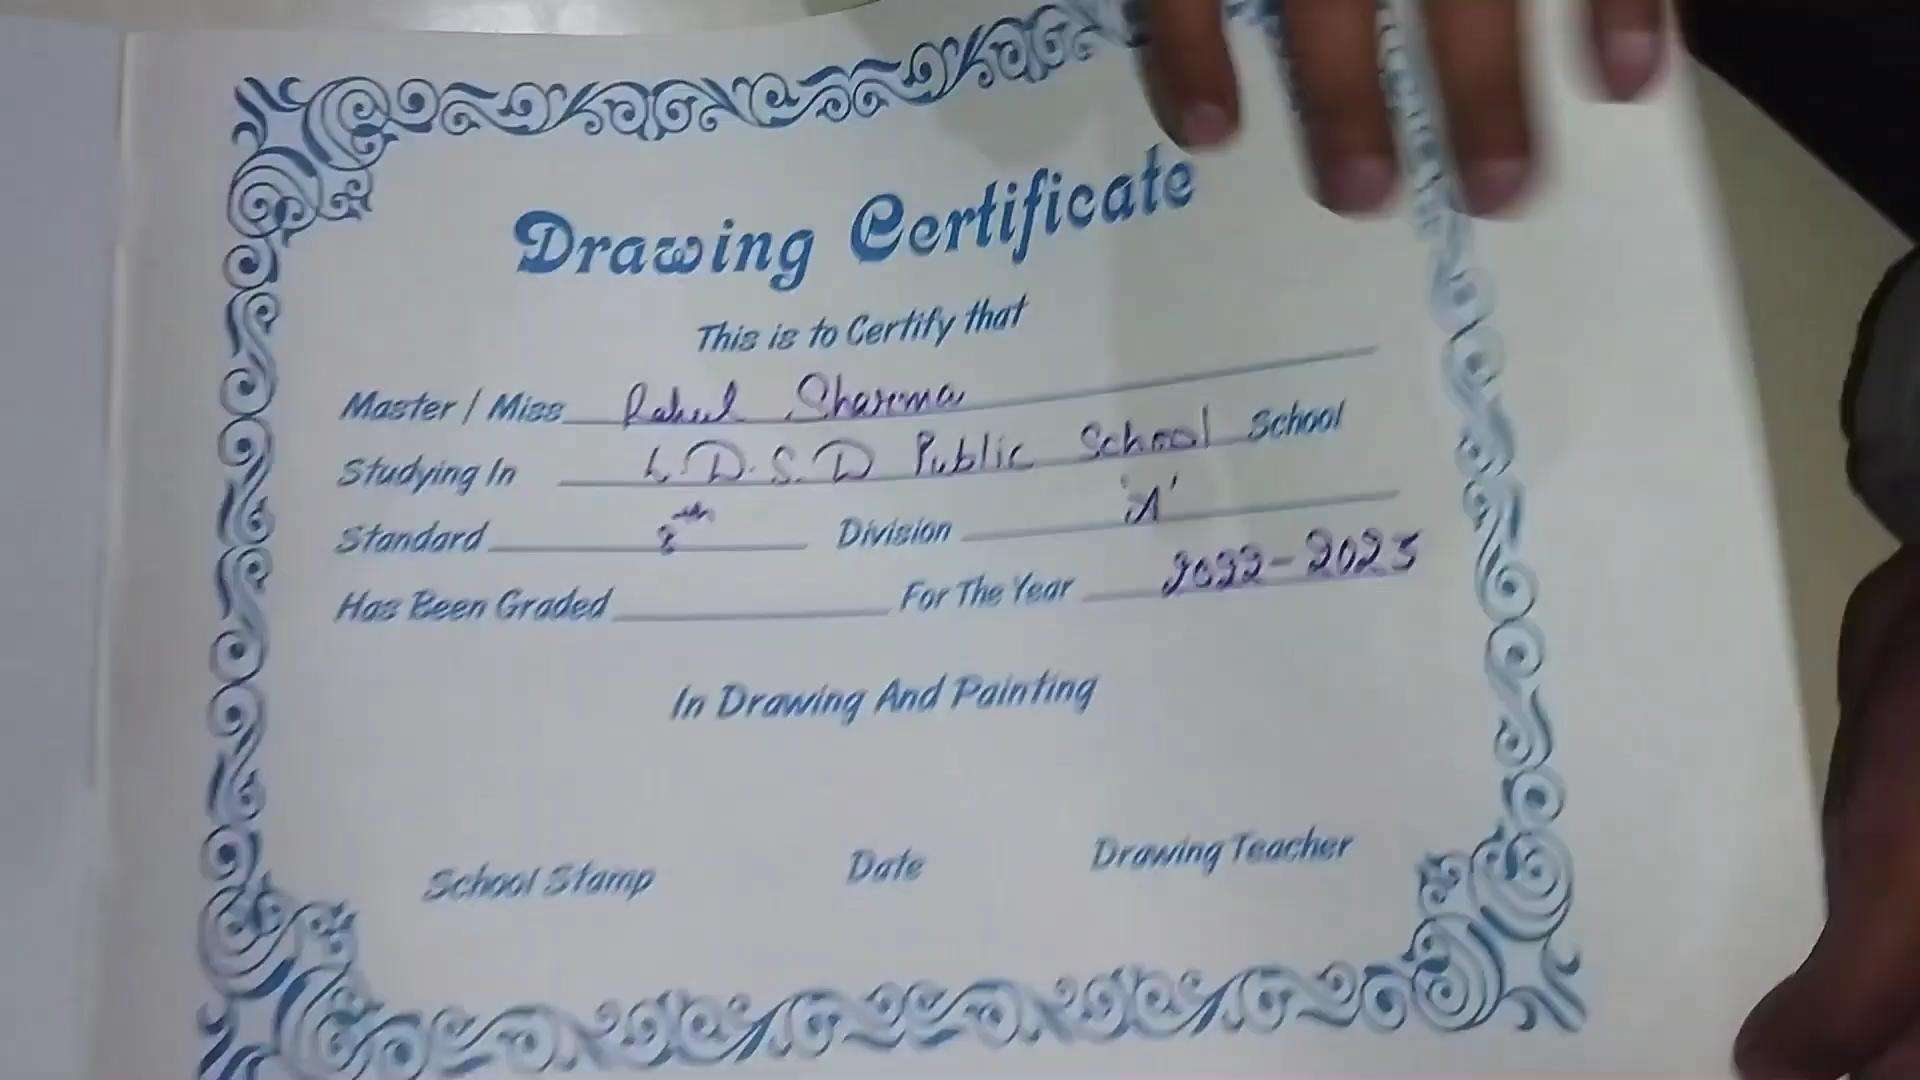 Drawing Certificate
This is to Certify that
Master / Miss Rahul Sharma
Studying In L.D.S.D Public School School
Standard 8th Division 'A'
Has Been Graded For The Year 2022-2023
In Drawing And Painting
School Stamp Date Drawing Teacher